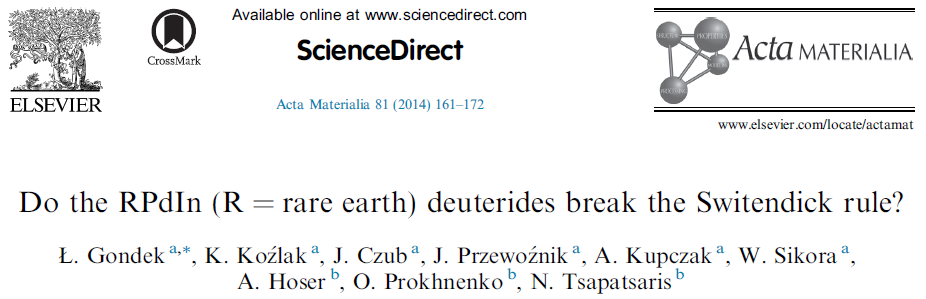 Available online at www.sciencedirect.com
CrossMark
ScienceDirect
ELSEVIER
Acta Materialia 81 (2014) 161–172
Acta MATERIALIA
www.elsevier.com/locate/actamat
Do the RPdIn (R = rare earth) deuterides break the Switendick rule?
Ł. Gondek a,*, K. Koźlak a, J. Czub a, J. Przewoźnik a, A. Kupczak a, W. Sikora a,
A. Hoser b, O. Prokhnenko b, N. Tsapatsaris b